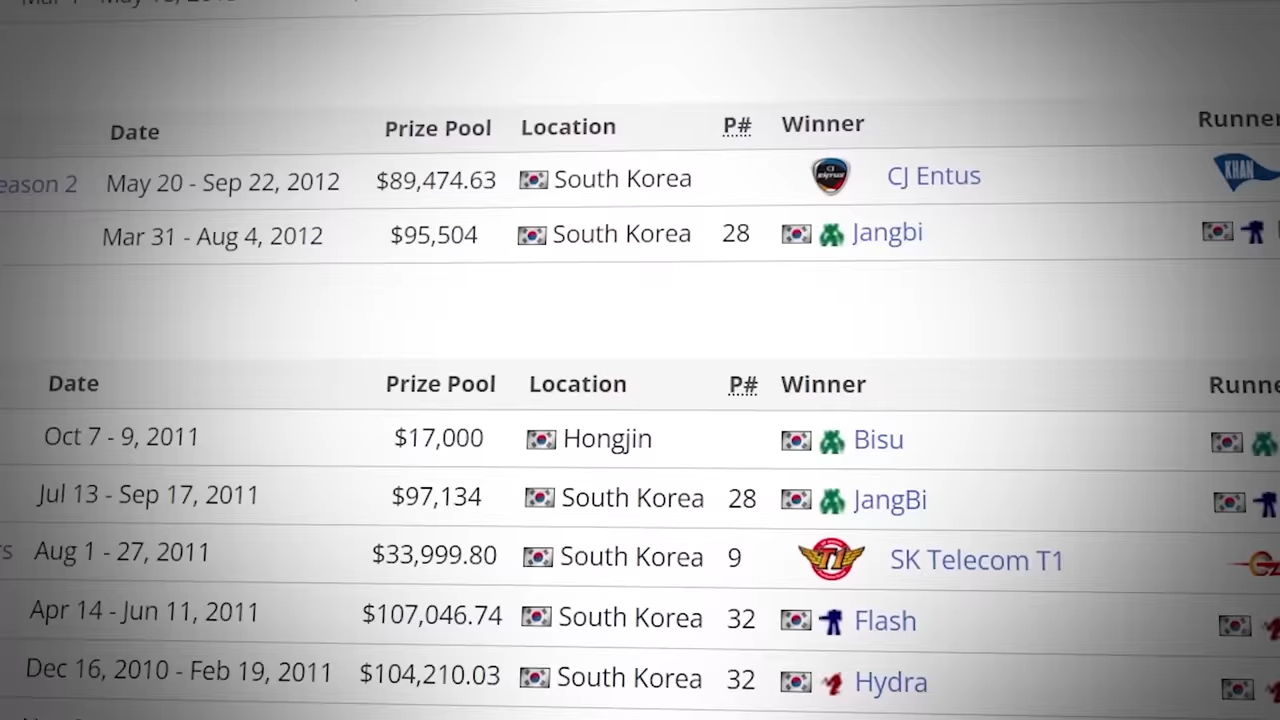 Date Prize Pool Location P# Winner
eason 2 May 20 - Sep 22, 2012 $89,474.63 South Korea CJ Entus KHAN
Mar 31 - Aug 4, 2012 $95,504 South Korea 28 Jangbi
Date Prize Pool Location P# Winner
Oct 7 - 9, 2011 $17,000 Hongjin Bisu
Jul 13 - Sep 17, 2011 $97,134 South Korea 28 JangBi
Aug 1 - 27, 2011 $33,999.80 South Korea 9 T1 SK Telecom T1
Apr 14 - Jun 11, 2011 $107,046.74 South Korea 32 Flash
Dec 16, 2010 - Feb 19, 2011 $104,210.03 South Korea 32 Hydra